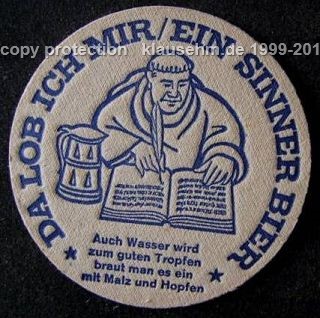 copy protection klausehm.de 1999-201
DA LOB ICH MIR/EIN SINNER BIER
Auch Wasser wird
zum guten Tropfen
braut man es ein
mit Malz und Hopfen